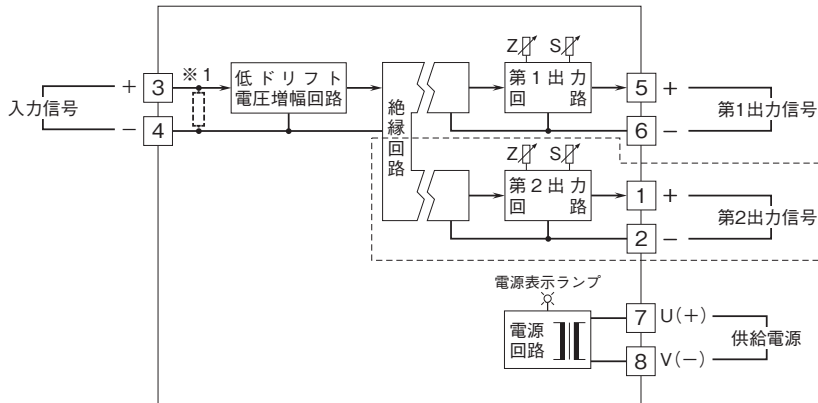 入力信号
+ 3
− 4
※1
低ドリフト
電圧増幅回路
絶縁回路
Z S
第1出力
回路
5 +
6 −
第1出力信号
Z S
第2出力
回路
1 +
2 −
第2出力信号
電源表示ランプ
電源
回路
7 U(+)
8 V(−)
供給電源